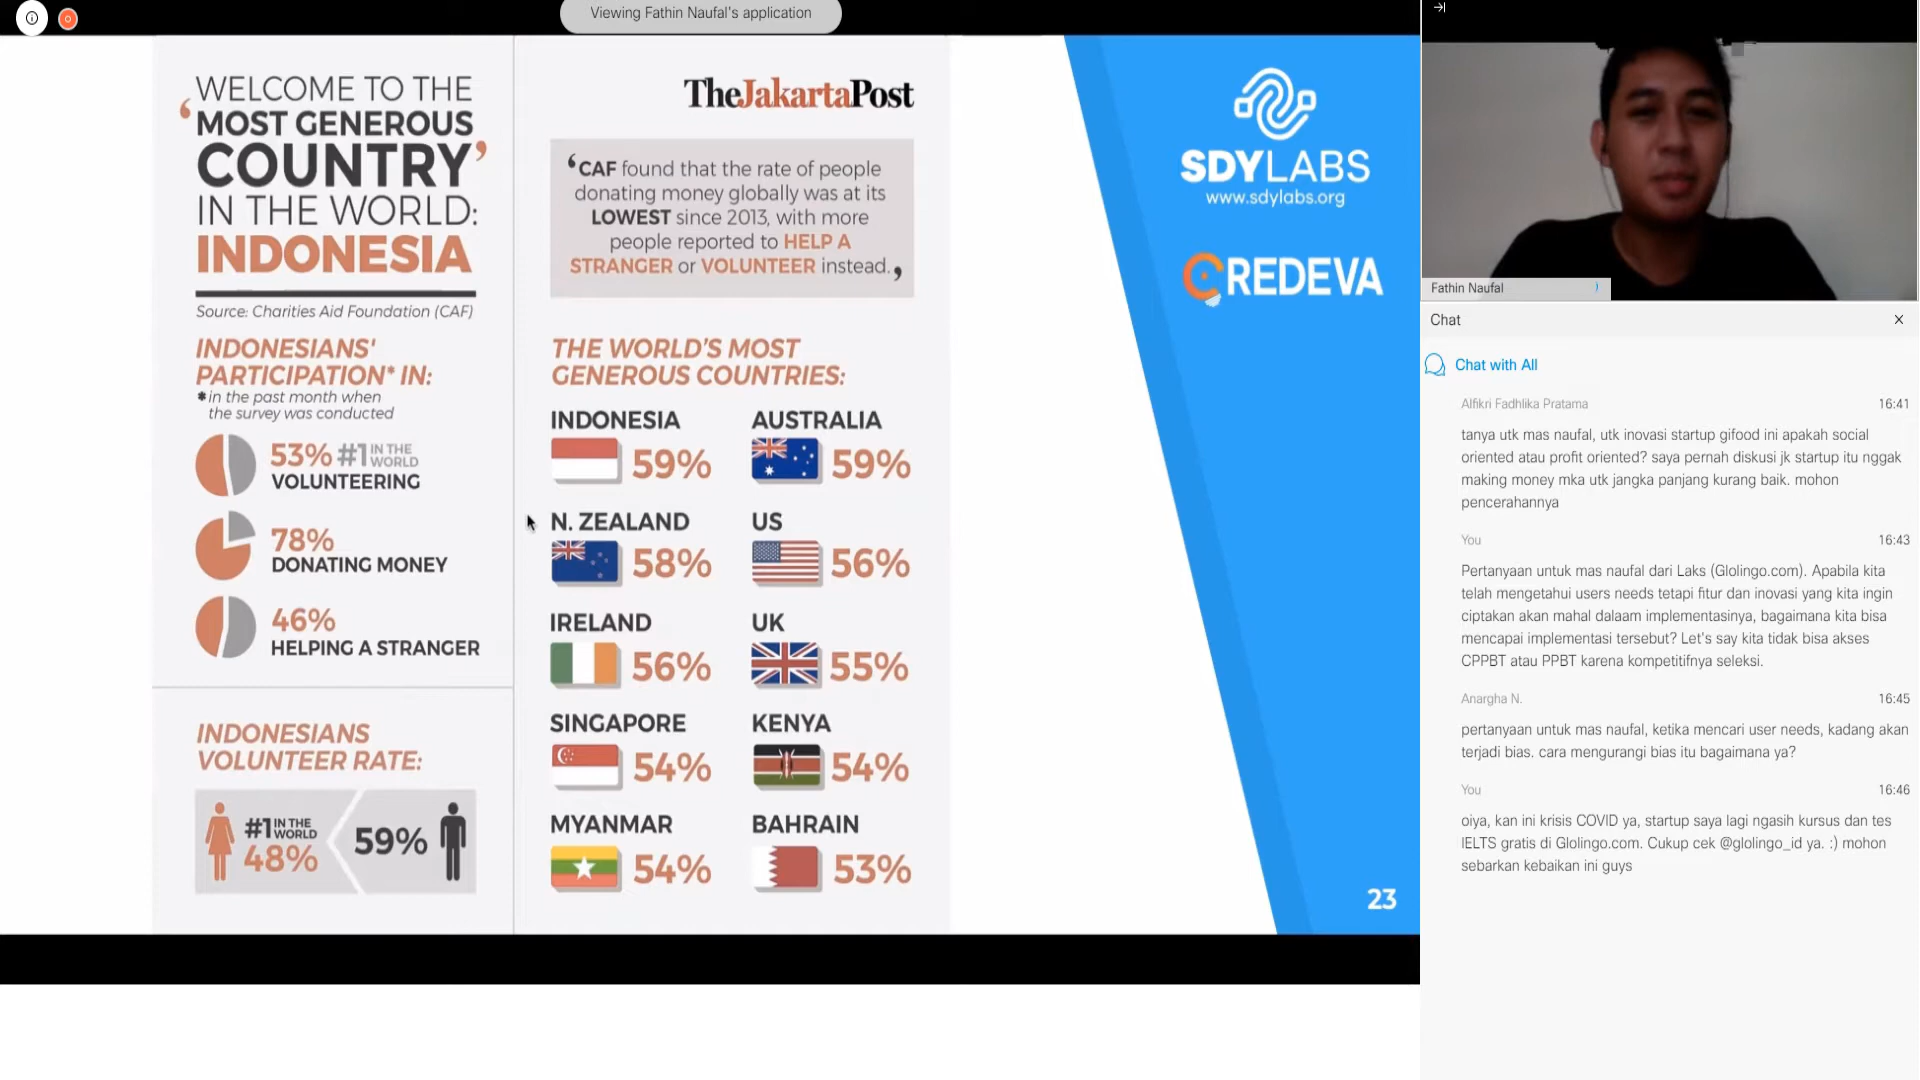 Viewing Fathin Naufal's application
‘WELCOME TO THE
MOST GENEROUS
COUNTRY’
IN THE WORLD:
INDONESIA
Source: Charities Aid Foundation (CAF)
INDONESIANS'
PARTICIPATION* IN:
*in the past month when
the survey was conducted
53% #1 IN THE WORLD
VOLUNTEERING
78%
DONATING MONEY
46%
HELPING A STRANGER
INDONESIANS
VOLUNTEER RATE:
#1 IN THE WORLD
48%
59%
TheJakartaPost
‘CAF found that the rate of people
donating money globally was at its
LOWEST since 2013, with more
people reported to HELP A
STRANGER or VOLUNTEER instead.’
THE WORLD'S MOST
GENEROUS COUNTRIES:
INDONESIA AUSTRALIA
59% 59%
N. ZEALAND US
58% 56%
IRELAND UK
56% 55%
SINGAPORE KENYA
54% 54%
MYANMAR BAHRAIN
54% 53%
SDYLABS
www.sdylabs.org
CREDEVA
23
Fathin Naufal
Chat
Chat with All
Alfikri Fadhlika Pratama 16:41
tanya utk mas naufal, utk inovasi startup gifood ini apakah social
oriented atau profit oriented? saya pernah diskusi jk startup itu nggak
making money mka utk jangka panjang kurang baik. mohon
pencerahannya
You 16:43
Pertanyaan untuk mas naufal dari Laks (Glolingo.com). Apabila kita
telah mengetahui users needs tetapi fitur dan inovasi yang kita ingin
ciptakan akan mahal dalaam implementasinya, bagaimana kita bisa
mencapai implementasi tersebut? Let's say kita tidak bisa akses
CPPBT atau PPBT karena kompetitifnya seleksi.
Anargha N. 16:45
pertanyaan untuk mas naufal, ketika mencari user needs, kadang akan
terjadi bias. cara mengurangi bias itu bagaimana ya?
You 16:46
oiya, kan ini krisis COVID ya, startup saya lagi ngasih kursus dan tes
IELTS gratis di Glolingo.com. Cukup cek @glolingo_id ya. :) mohon
sebarkan kebaikan ini guys